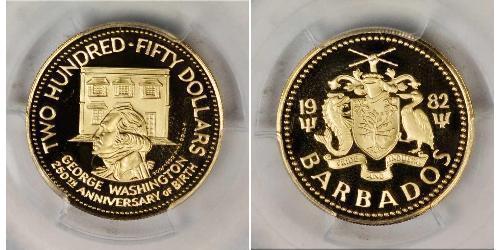 TWO HUNDRED · FIFTY DOLLARS
GEORGE WASHINGTON
250TH ANNIVERSARY of BIRTH
19 82
PRIDE AND INDUSTRY
BARBADOS